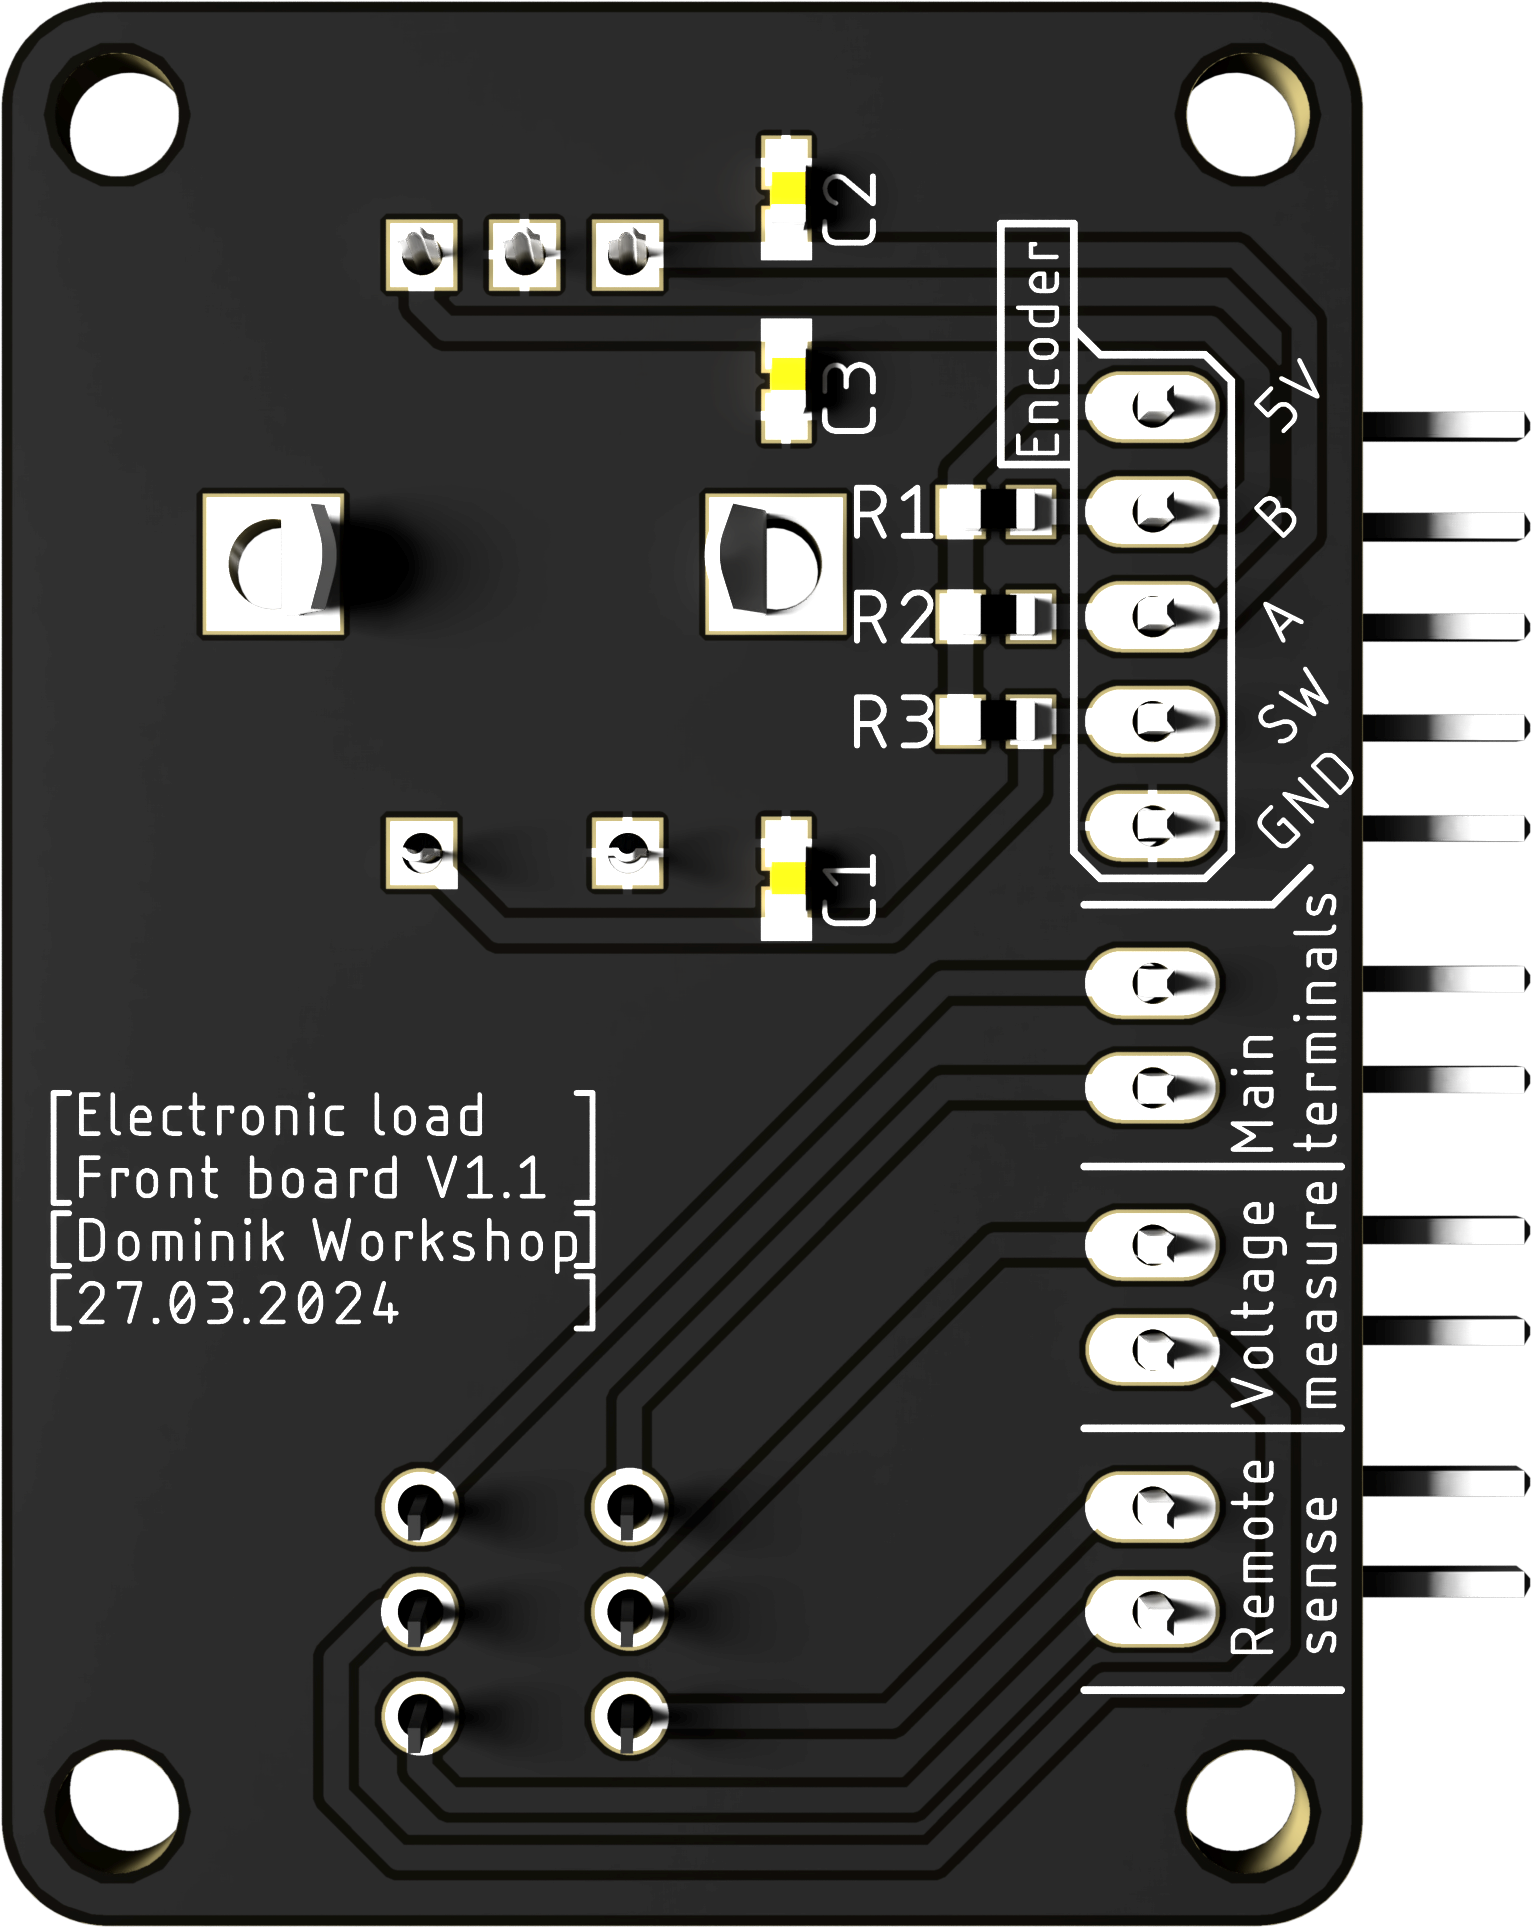 C2
C3
Encoder
5V
R1
B
R2
A
R3
SW
GND
C1
Main
terminals
[Electronic load ]
[Front board V1.1 ]
[Dominik Workshop]
[27.03.2024 ]
Voltage
measure
Remote
sense